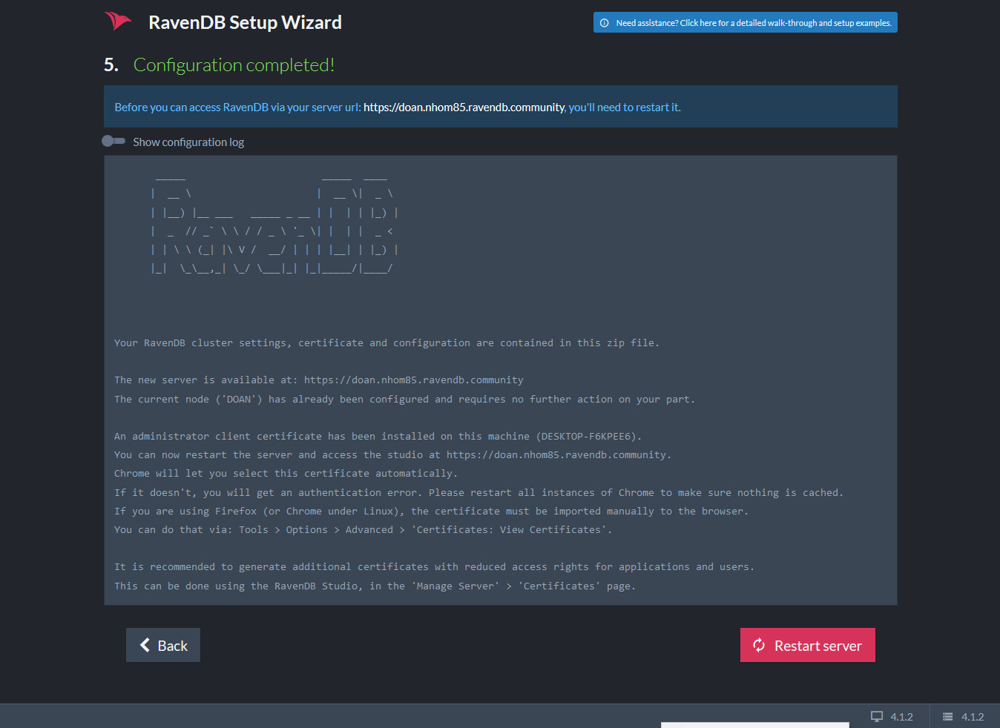 RavenDB Setup Wizard
Need assistance? Click here for a detailed walk-through and setup examples.
5. Configuration completed!
Before you can access RavenDB via your server url: https://doan.nhom85.ravendb.community, you'll need to restart it.
Show configuration log
       _____                       _____  ____
      |  __ \                     |  __ \|  _ \
      | |__) |__ ___   _____ _ __ | |  | | |_) |
      |  _  // _` \ \ / / _ \ '_ \| |  | |  _ <
      | | \ \ (_| |\ V /  __/ | | | |__| | |_) |
      |_|  \_\__,_| \_/ \___|_| |_|_____/|____/
Your RavenDB cluster settings, certificate and configuration are contained in this zip file.
The new server is available at: https://doan.nhom85.ravendb.community
The current node ('DOAN') has already been configured and requires no further action on your part.
An administrator client certificate has been installed on this machine (DESKTOP-F6KPEE6).
You can now restart the server and access the studio at https://doan.nhom85.ravendb.community.
Chrome will let you select this certificate automatically.
If it doesn't, you will get an authentication error. Please restart all instances of Chrome to make sure nothing is cached.
If you are using Firefox (or Chrome under Linux), the certificate must be imported manually to the browser.
You can do that via: Tools > Options > Advanced > 'Certificates: View Certificates'.
It is recommended to generate additional certificates with reduced access rights for applications and users.
This can be done using the RavenDB Studio, in the 'Manage Server' > 'Certificates' page.
Back
Restart server
4.1.2
4.1.2